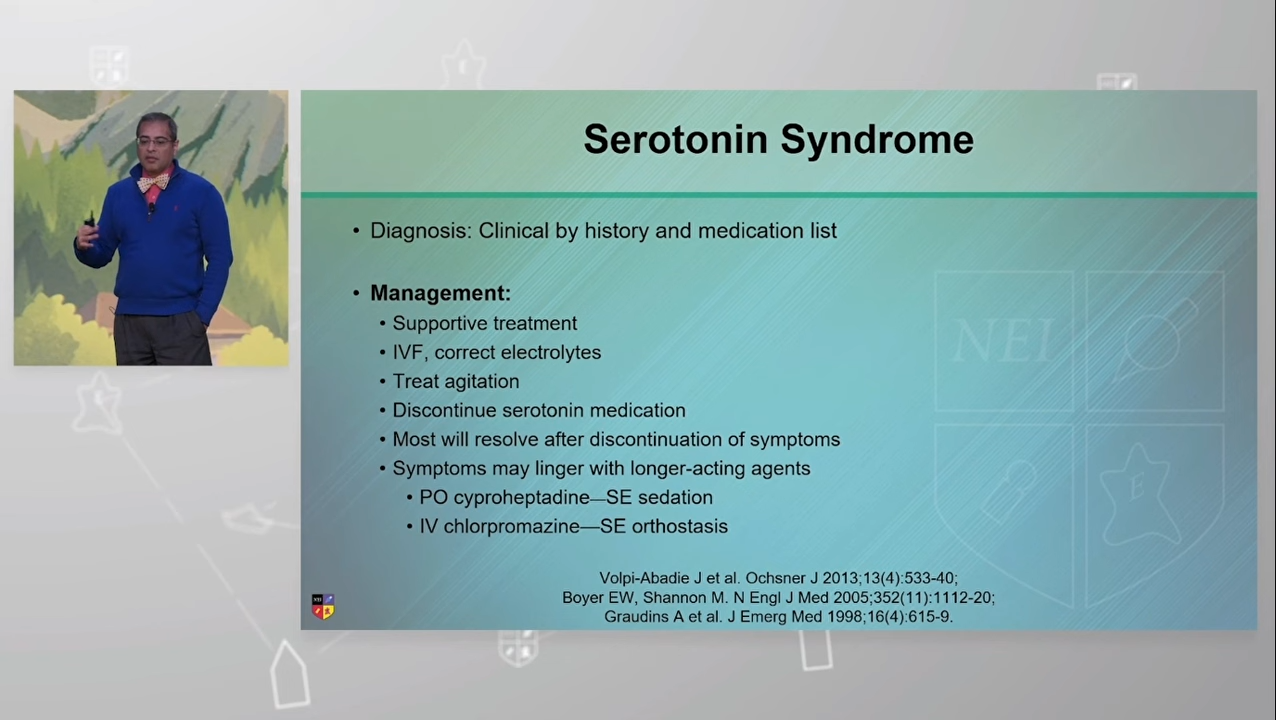 Serotonin Syndrome
• Diagnosis: Clinical by history and medication list
• Management:
• Supportive treatment
• IVF, correct electrolytes
• Treat agitation
• Discontinue serotonin medication
• Most will resolve after discontinuation of symptoms
• Symptoms may linger with longer-acting agents
• PO cyproheptadine—SE sedation
• IV chlorpromazine—SE orthostasis
NEI
E
Volpi-Abadie J et al. Ochsner J 2013;13(4):533-40;
Boyer EW, Shannon M. N Engl J Med 2005;352(11):1112-20;
Graudins A et al. J Emerg Med 1998;16(4):615-9.
NEI